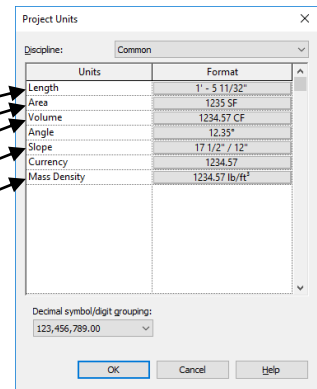 Project Units
Discipline: Common
Units Format
Length 1' - 5 11/32"
Area 1235 SF
Volume 1234.57 CF
Angle 12.35°
Slope 17 1/2" / 12"
Currency 1234.57
Mass Density 1234.57 lb/ft³
Decimal symbol/digit grouping:
123,456,789.00
OK Cancel Help